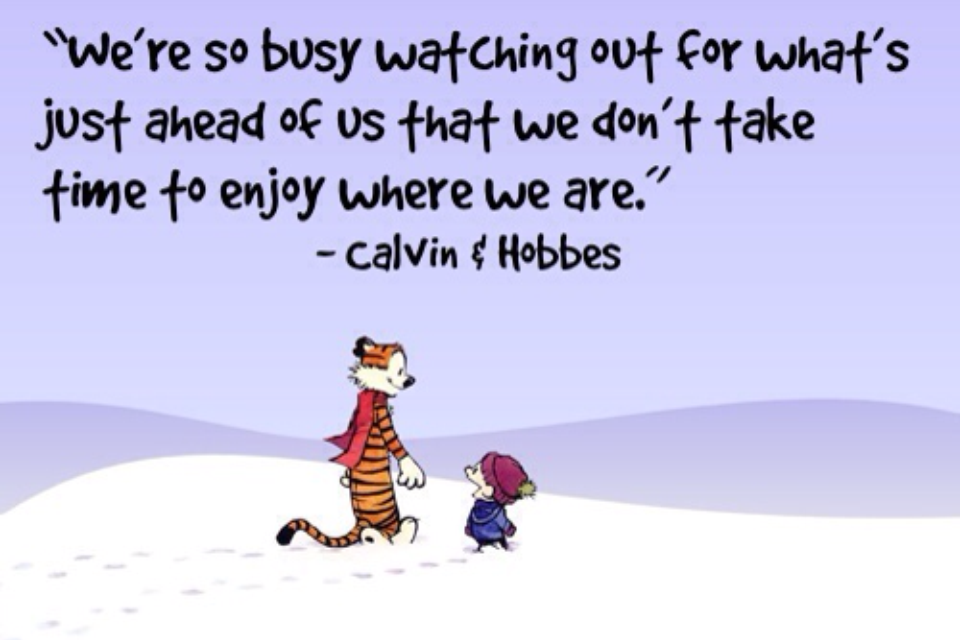 “We’re so busy watching out for what’s
just ahead of us that we don’t take
time to enjoy where we are.”
- Calvin & Hobbes